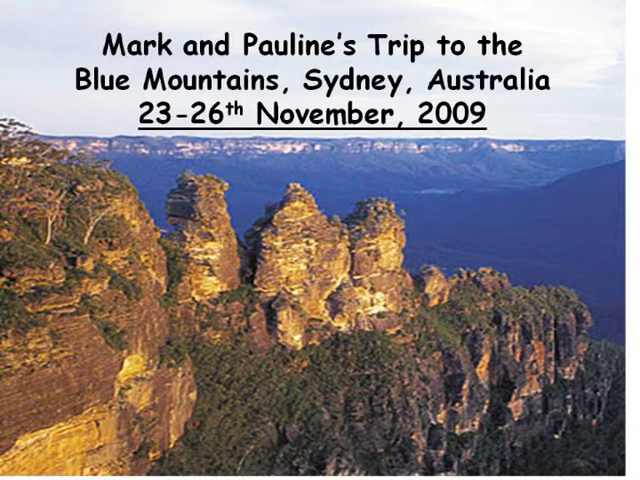 Mark and Pauline's Trip to the
Blue Mountains, Sydney, Australia
23-26th November, 2009